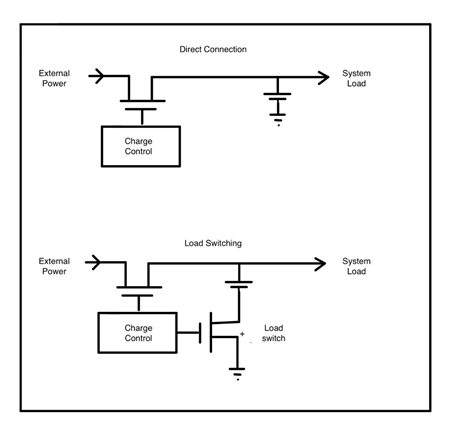 Direct Connection
External
Power
System
Load
Charge
Control
Load Switching
External
Power
System
Load
Charge
Control
+
Load
switch